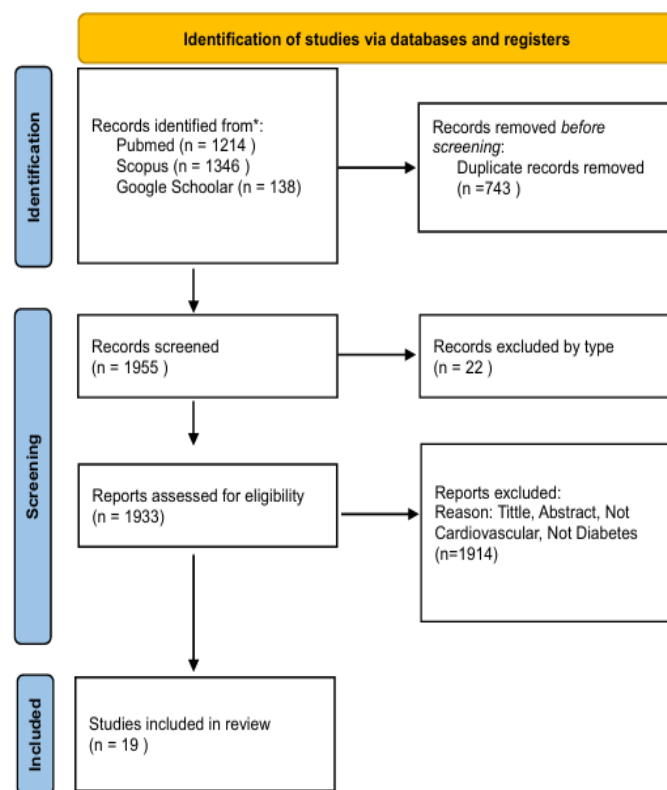 Identification of studies via databases and registers
Identification
Records identified from*:
Pubmed (n = 1214 )
Scopus (n = 1346 )
Google Schoolar (n = 138)
Records removed before
screening:
Duplicate records removed
(n =743 )
Screening
Records screened
(n = 1955 )
Records excluded by type
(n = 22 )
Reports assessed for eligibility
(n = 1933)
Reports excluded:
Reason: Tittle, Abstract, Not
Cardiovascular, Not Diabetes
(n=1914)
Included
Studies included in review
(n = 19 )